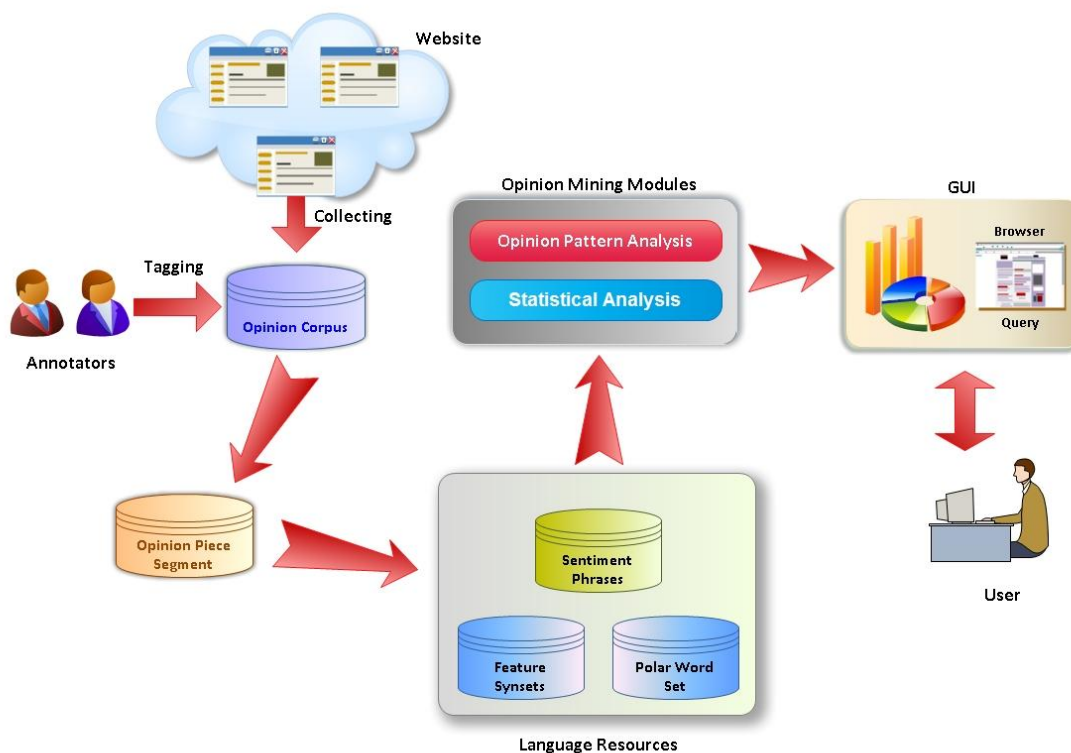 Website
Collecting
Tagging
Annotators
Opinion Corpus
Opinion Piece
Segment
Opinion Mining Modules
Opinion Pattern Analysis
Statistical Analysis
Sentiment
Phrases
Feature
Synsets
Polar Word
Set
Language Resources
GUI
Browser
Query
User